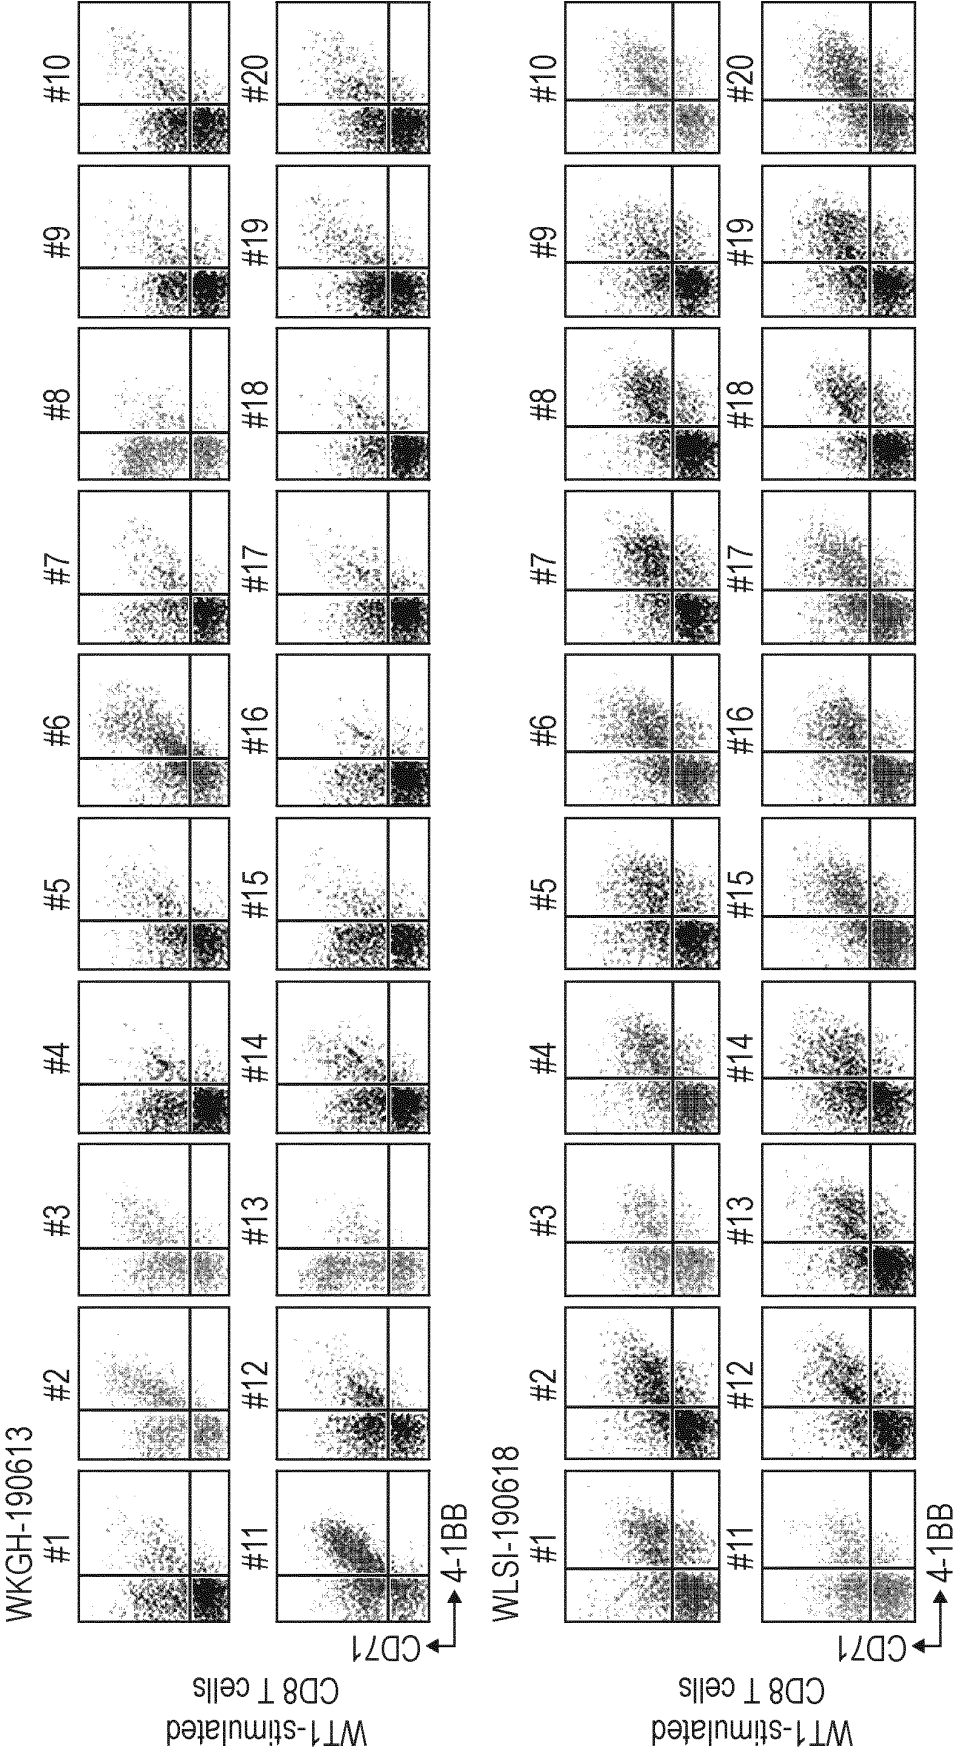 WKGH-190613
#1 #2 #3 #4 #5 #6 #7 #8 #9 #10
#11 #12 #13 #14 #15 #16 #17 #18 #19 #20
WT1-stimulated
CD8 T cells
CD71
4-1BB
WLSI-190618
#1 #2 #3 #4 #5 #6 #7 #8 #9 #10
#11 #12 #13 #14 #15 #16 #17 #18 #19 #20
WT1-stimulated
CD8 T cells
CD71
4-1BB